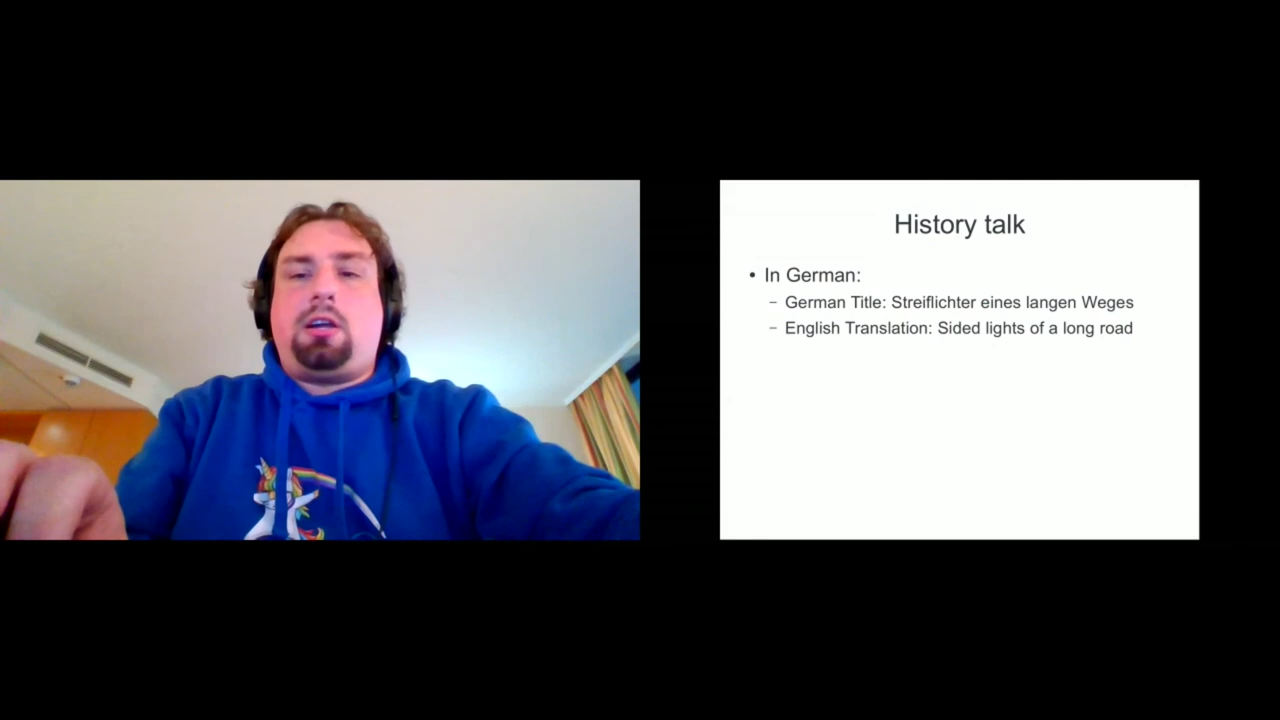 History talk
• In German:
– German Title: Streiflichter eines langen Weges
– English Translation: Sided lights of a long road